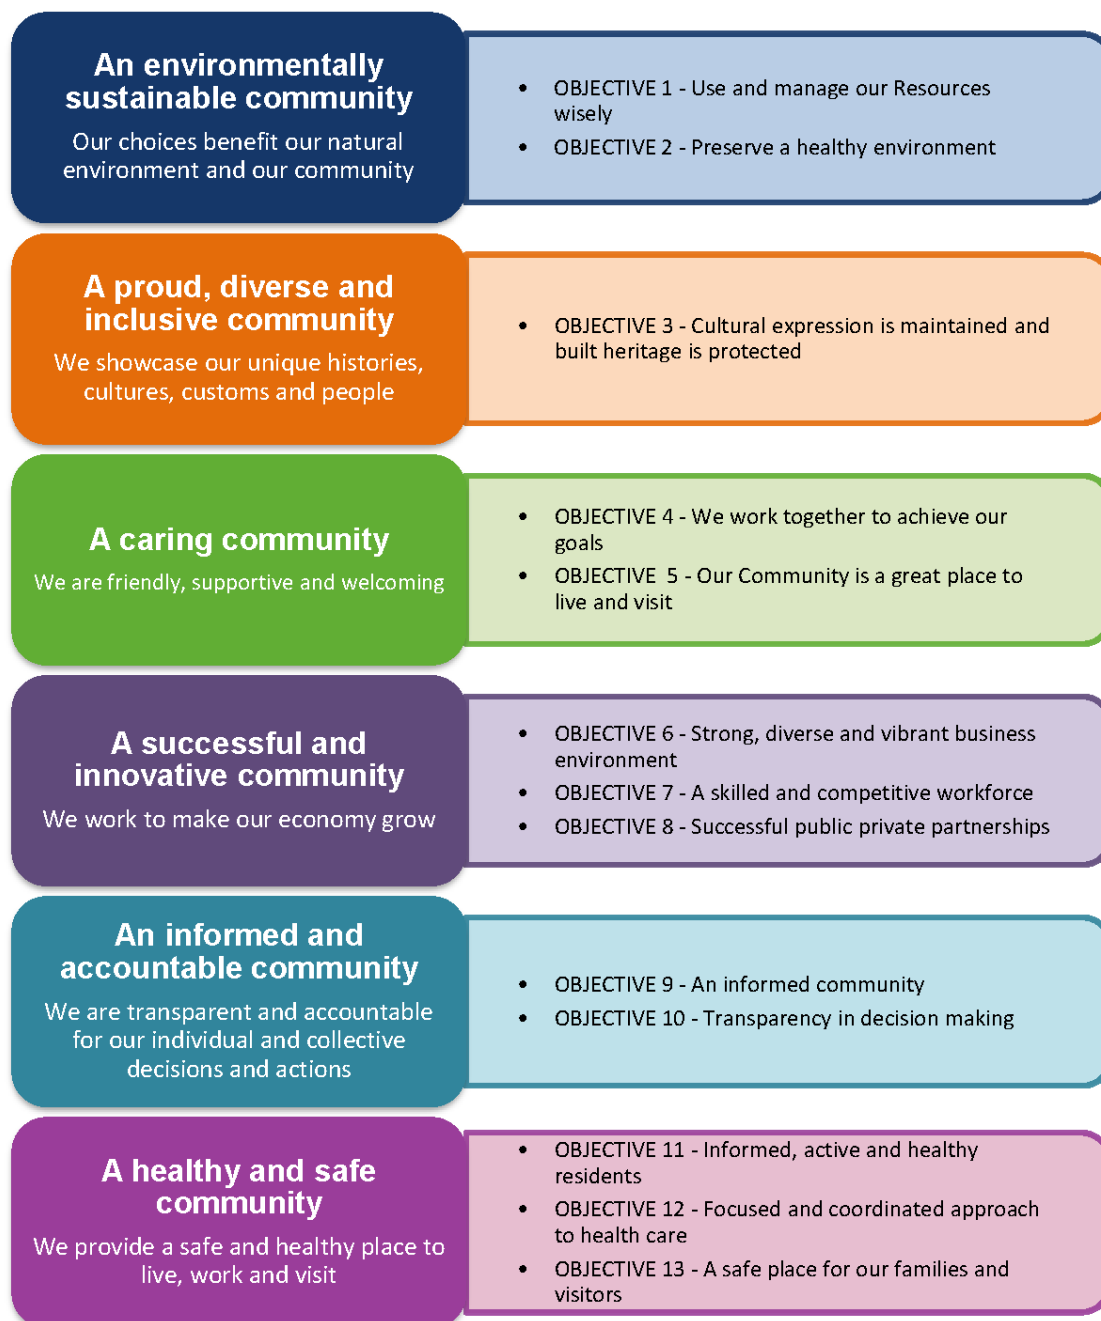 An environmentally
sustainable community
Our choices benefit our natural
environment and our community
• OBJECTIVE 1 - Use and manage our Resources
wisely
• OBJECTIVE 2 - Preserve a healthy environment
A proud, diverse and
inclusive community
We showcase our unique histories,
cultures, customs and people
• OBJECTIVE 3 - Cultural expression is maintained and
built heritage is protected
A caring community
We are friendly, supportive and welcoming
• OBJECTIVE 4 - We work together to achieve our
goals
• OBJECTIVE  5 - Our Community is a great place to
live and visit
A successful and
innovative community
We work to make our economy grow
• OBJECTIVE 6 - Strong, diverse and vibrant business
environment
• OBJECTIVE 7 - A skilled and competitive workforce
• OBJECTIVE 8 - Successful public private partnerships
An informed and
accountable community
We are transparent and accountable
for our individual and collective
decisions and actions
• OBJECTIVE 9 - An informed community
• OBJECTIVE 10 - Transparency in decision making
A healthy and safe
community
We provide a safe and healthy place to
live, work and visit
• OBJECTIVE 11 - Informed, active and healthy
residents
• OBJECTIVE 12 - Focused and coordinated approach
to health care
• OBJECTIVE 13 - A safe place for our families and
visitors